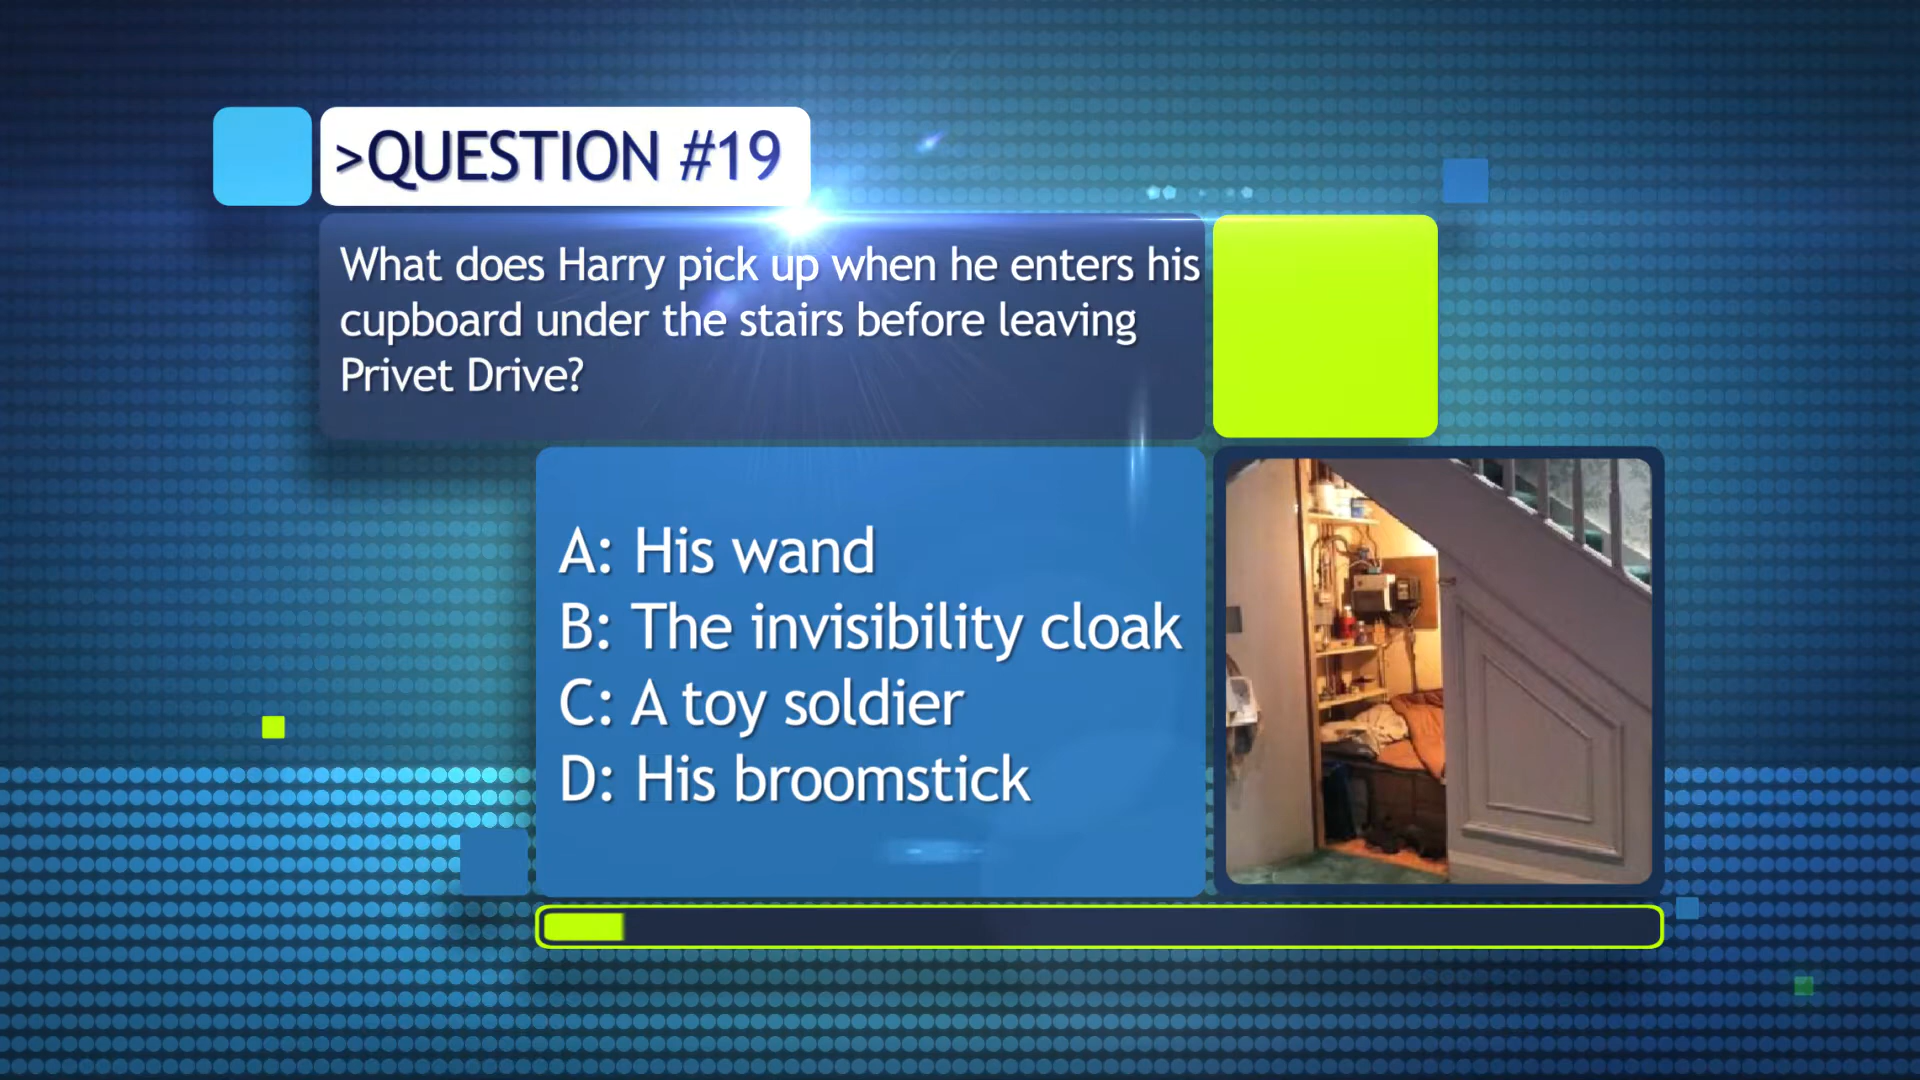 >QUESTION #19
What does Harry pick up when he enters his
cupboard under the stairs before leaving
Privet Drive?
A: His wand
B: The invisibility cloak
C: A toy soldier
D: His broomstick